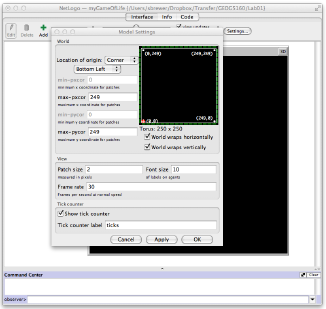 NetLogo — myGameOfLife {/Users/sbrewer/Dropbox/Transfer/GEOCS160/Lab01}
Interface Info Code
Edit Delete Add
Settings...
Model Settings
World
Location of origin: Corner
Bottom Left
min-pxcor 0
minimum x coordinate for patches
max-pxcor 249
maximum x coordinate for patches
min-pycor 0
minimum y coordinate for patches
max-pycor 249
maximum y coordinate for patches
(0,249) (249,249)
(0,0) (249,0)
Torus: 250 x 250
World wraps horizontally
World wraps vertically
View
Patch size 2
measured in pixels
Font size 10
of labels on agents
Frame rate 30
Frames per second at normal speed
Tick counter
Show tick counter
Tick counter label ticks
Cancel Apply OK
3D
Command Center
Clear
observer>